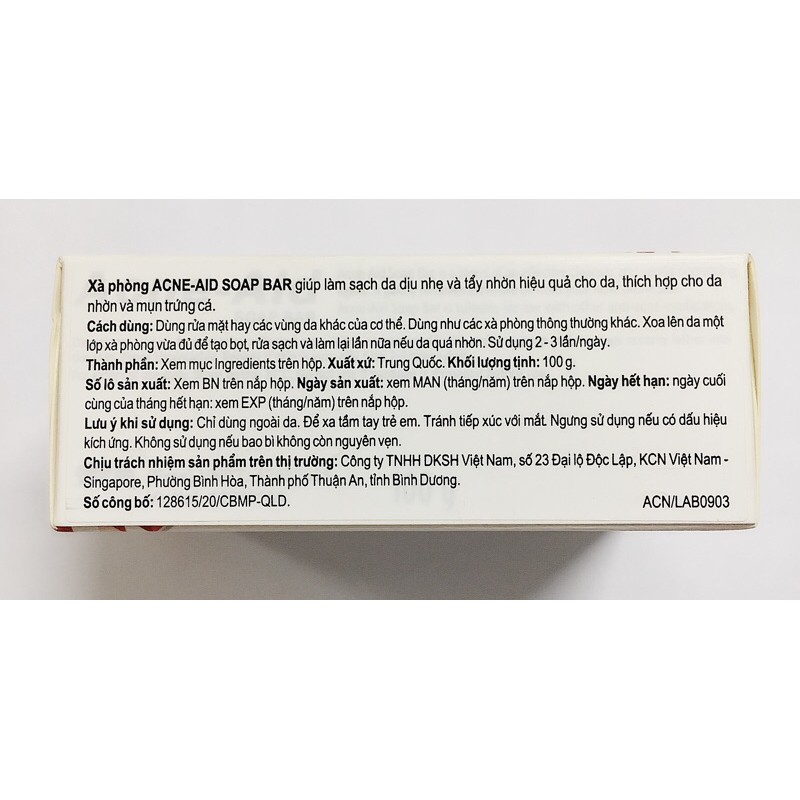 Xà phòng ACNE-AID SOAP BAR giúp làm sạch da dịu nhẹ và tẩy nhờn hiệu quả cho da, thích hợp cho da
nhờn và mụn trứng cá.
Cách dùng: Dùng rửa mặt hay các vùng da khác của cơ thể. Dùng như các xà phòng thông thường khác. Xoa lên da một
lớp xà phòng vừa đủ để tạo bọt, rửa sạch và làm lại lần nữa nếu da quá nhờn. Sử dụng 2 - 3 lần/ngày.
Thành phần: Xem mục Ingredients trên hộp. Xuất xứ: Trung Quốc. Khối lượng tịnh: 100 g.
Số lô sản xuất: Xem BN trên nắp hộp. Ngày sản xuất: xem MAN (tháng/năm) trên nắp hộp. Ngày hết hạn: ngày cuối
cùng của tháng hết hạn: xem EXP (tháng/năm) trên nắp hộp.
Lưu ý khi sử dụng: Chỉ dùng ngoài da. Để xa tầm tay trẻ em. Tránh tiếp xúc với mắt. Ngưng sử dụng nếu có dấu hiệu
kích ứng. Không sử dụng nếu bao bì không còn nguyên vẹn.
Chịu trách nhiệm sản phẩm trên thị trường: Công ty TNHH DKSH Việt Nam, số 23 Đại lộ Độc Lập, KCN Việt Nam -
Singapore, Phường Bình Hòa, Thành phố Thuận An, tỉnh Bình Dương.
Số công bố: 128615/20/CBMP-QLD. ACN/LAB0903